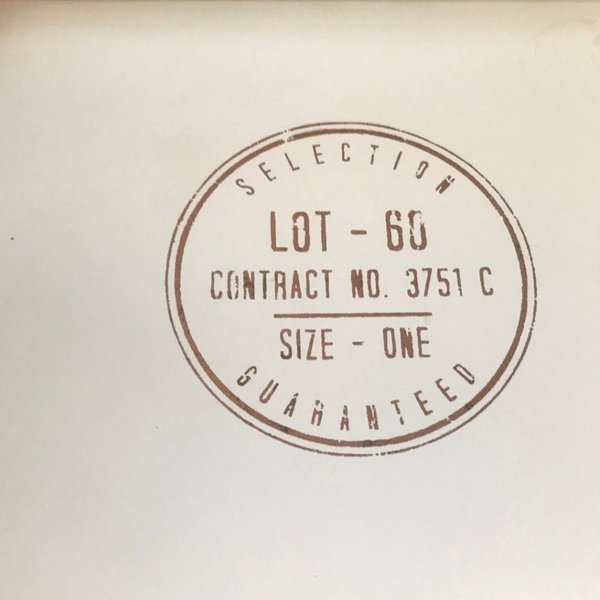 SELECTION
LOT - 60
CONTRACT NO. 3751 C
SIZE - ONE
GUARANTEED